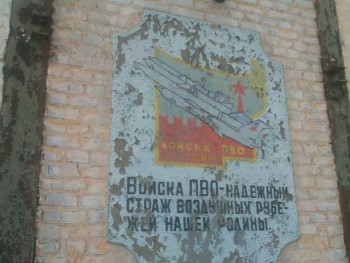 ВОЙСКА ПВО
ВОЙСКА ПВО-НАДЕЖНЫЙ
СТРАЖ ВОЗДУШНЫХ РУБЕ-
ЖЕЙ НАШЕЙ РОДИНЫ.